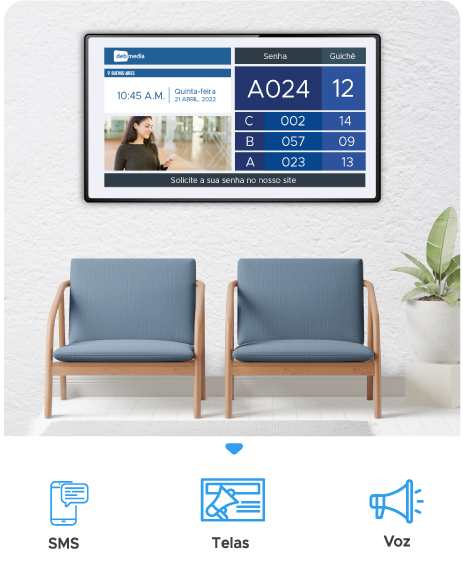 debmedia
BUENOS AIRES
10:45 A.M.
Quinta-feira
21 ABRIL, 2022
Senha Guichê
A024 12
C 002 14
B 057 09
A 023 13
Solicite a sua senha no nosso site
SMS
Telas
Voz